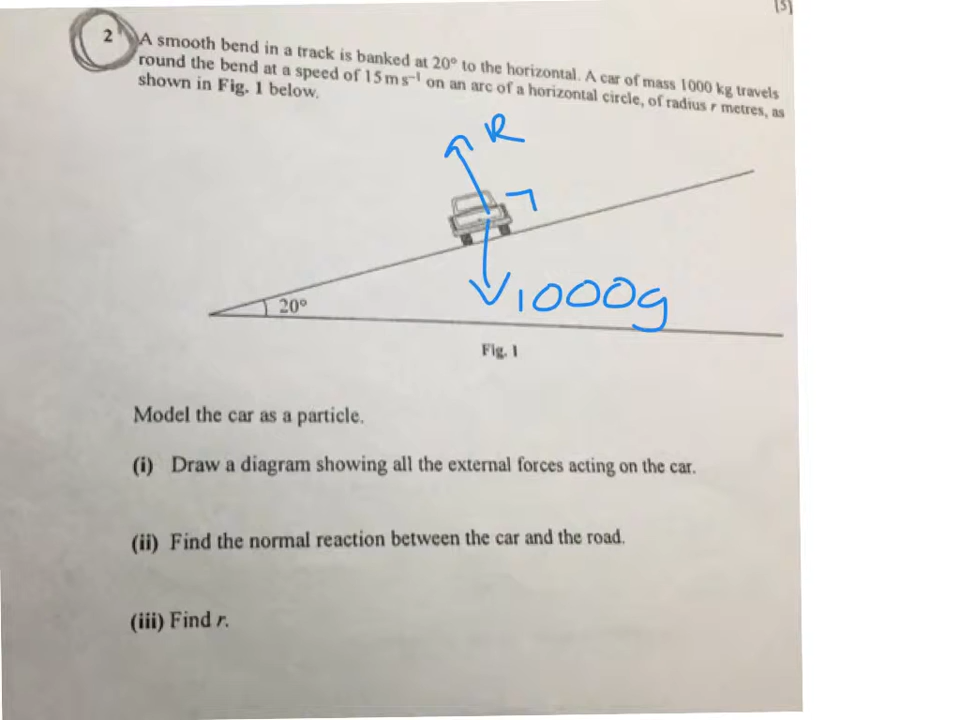 [5]
2 A smooth bend in a track is banked at 20° to the horizontal. A car of mass 1000 kg travels
round the bend at a speed of 15 m s⁻¹ on an arc of a horizontal circle, of radius r metres, as
shown in Fig. 1 below.
R
1000g
20°
Fig. 1
Model the car as a particle.
(i) Draw a diagram showing all the external forces acting on the car.
(ii) Find the normal reaction between the car and the road.
(iii) Find r.